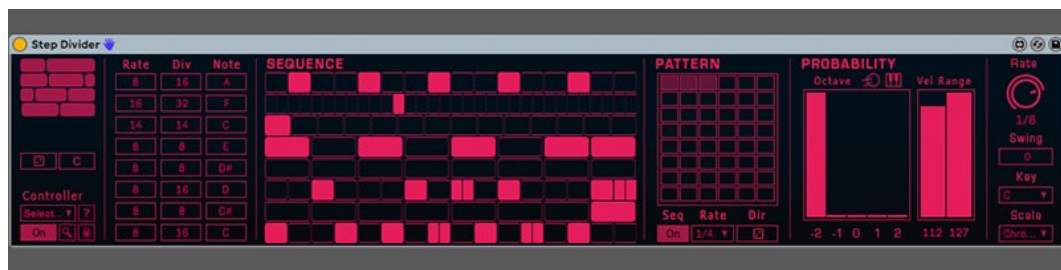 Step Divider
Rate Div Note SEQUENCE PATTERN PROBABILITY Rate
Octave Vel Range
8 16 A
16 32 F
14 14 C
1/8
8 8 E
Swing
C 8 8 D# 0
Controller 8 16 D Key
C
Select... ? 8 8 C# Seq Rate Dir Scale
On 8 16 C On 1/4 -2 -1 0 1 2 112 127 Chro...